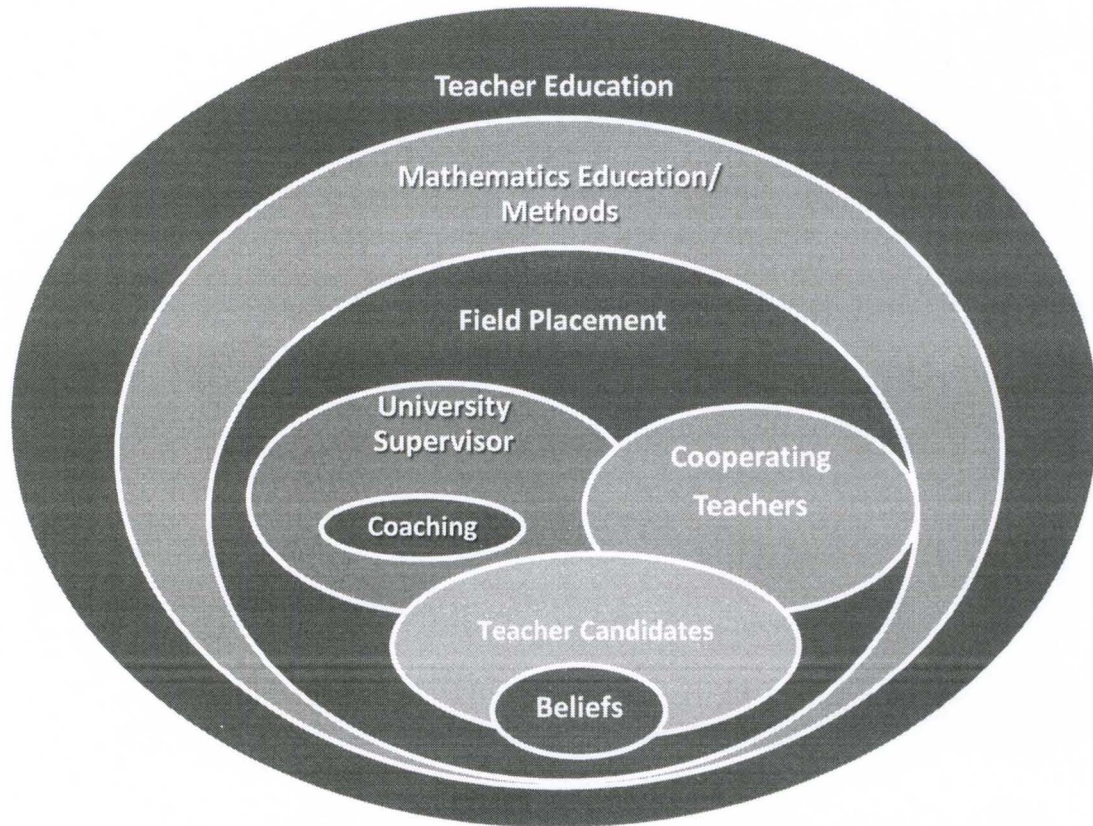 Teacher Education
Mathematics Education/
Methods
Field Placement
University
Supervisor
Cooperating
Teachers
Coaching
Teacher Candidates
Beliefs